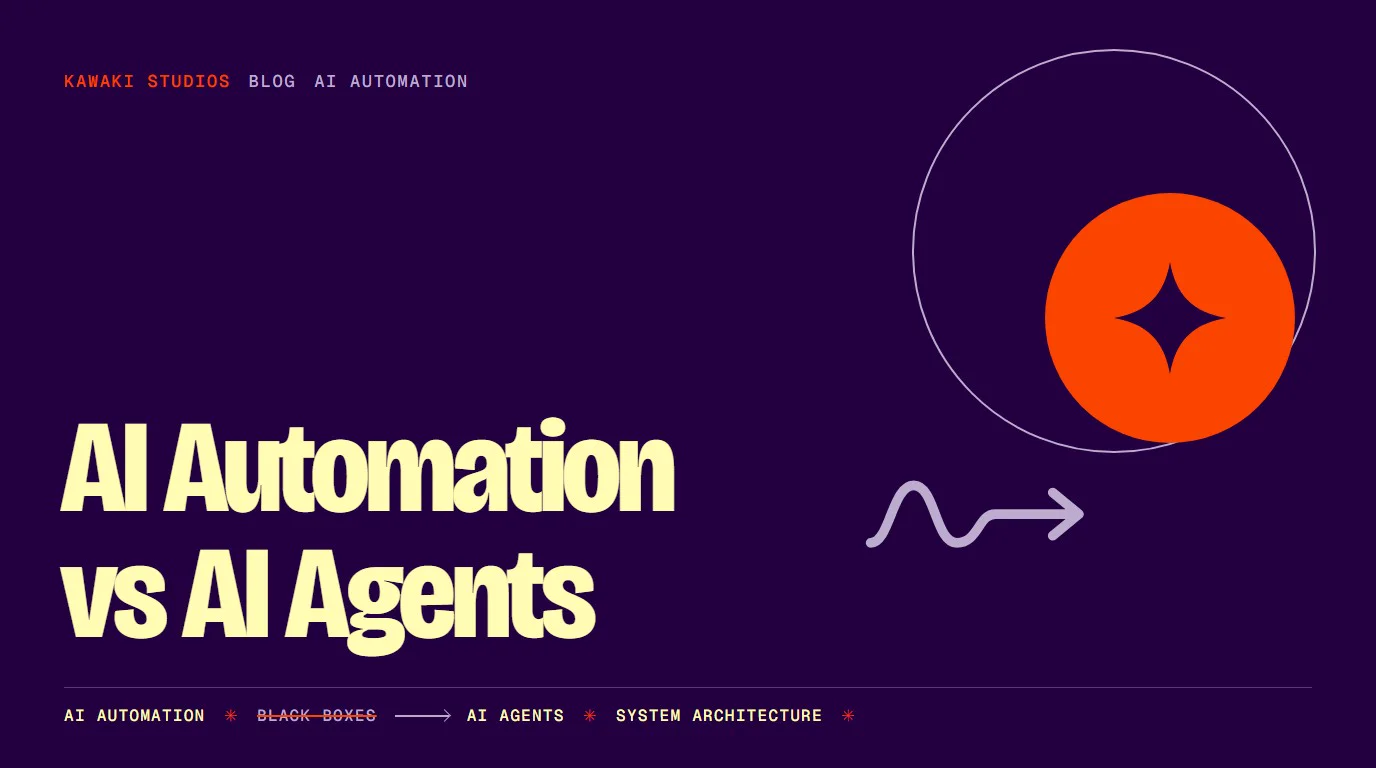 KAWAKI STUDIOS BLOG AI AUTOMATION
AI Automation
vs AI Agents
AI AUTOMATION ✳ BLACK BOXES → AI AGENTS ✳ SYSTEM ARCHITECTURE ✳